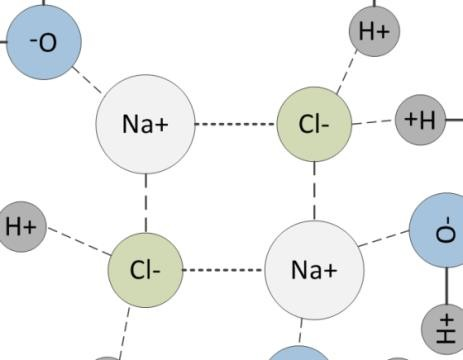 H+
-O
Na+
Cl-
+H
H+
O-
Cl-
Na+
H+